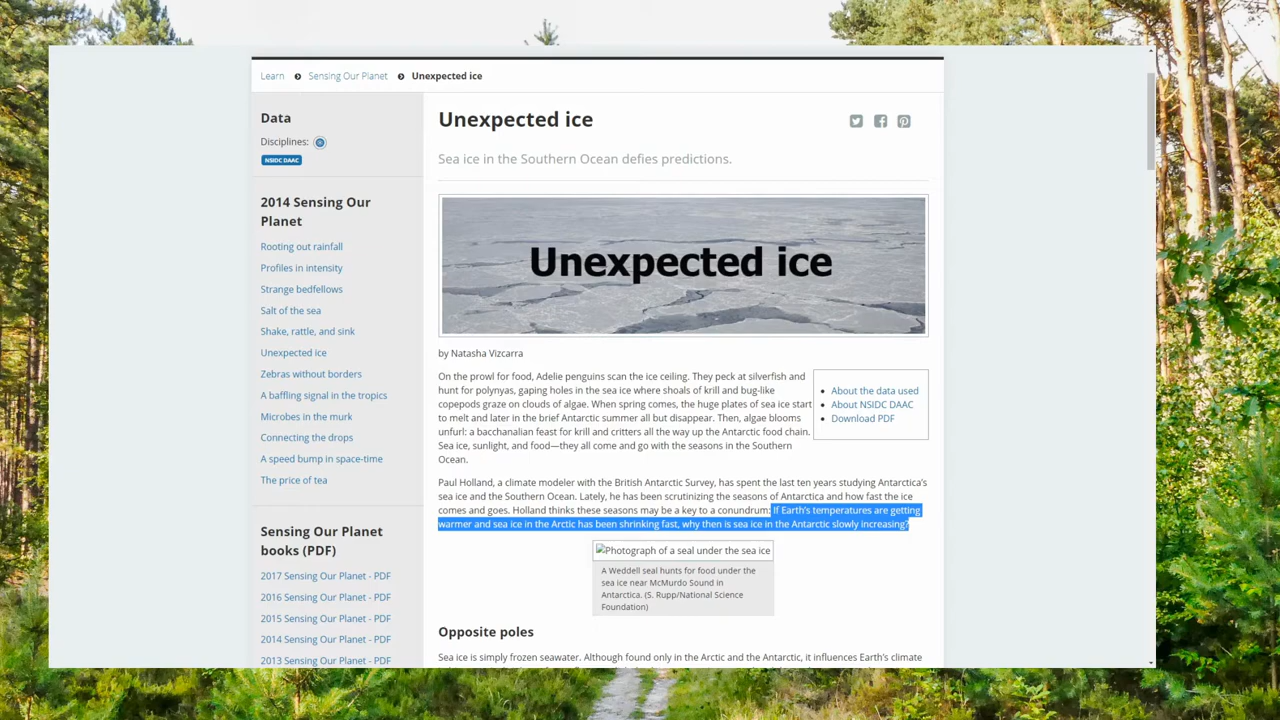 Learn Sensing Our Planet Unexpected ice
Data
Disciplines:
NSIDC DAAC
2014 Sensing Our
Planet
Rooting out rainfall
Profiles in intensity
Strange bedfellows
Salt of the sea
Shake, rattle, and sink
Unexpected ice
Zebras without borders
A baffling signal in the tropics
Microbes in the murk
Connecting the drops
A speed bump in space-time
The price of tea
Sensing Our Planet
books (PDF)
2017 Sensing Our Planet - PDF
2016 Sensing Our Planet - PDF
2015 Sensing Our Planet - PDF
2014 Sensing Our Planet - PDF
2013 Sensing Our Planet - PDF
Unexpected ice
Sea ice in the Southern Ocean defies predictions.
Unexpected ice
by Natasha Vizcarra
On the prowl for food, Adelie penguins scan the ice ceiling. They peck at silverfish and
hunt for polynyas, gaping holes in the sea ice where shoals of krill and bug-like
copepods graze on clouds of algae. When spring comes, the huge plates of sea ice start
to melt and later in the brief Antarctic summer all but disappear. Then, algae blooms
unfurl: a bacchanalian feast for krill and critters all the way up the Antarctic food chain.
Sea ice, sunlight, and food—they all come and go with the seasons in the Southern
Ocean.
About the data used
About NSIDC DAAC
Download PDF
Paul Holland, a climate modeler with the British Antarctic Survey, has spent the last ten years studying Antarctica's
sea ice and the Southern Ocean. Lately, he has been scrutinizing the seasons of Antarctica and how fast the ice
comes and goes. Holland thinks these seasons may be a key to a conundrum: If Earth's temperatures are getting
warmer and sea ice in the Arctic has been shrinking fast, why then is sea ice in the Antarctic slowly increasing?
Photograph of a seal under the sea ice
A Weddell seal hunts for food under the
sea ice near McMurdo Sound in
Antarctica. (S. Rupp/National Science
Foundation)
Opposite poles
Sea ice is simply frozen seawater. Although found only in the Arctic and the Antarctic, it influences Earth's climate